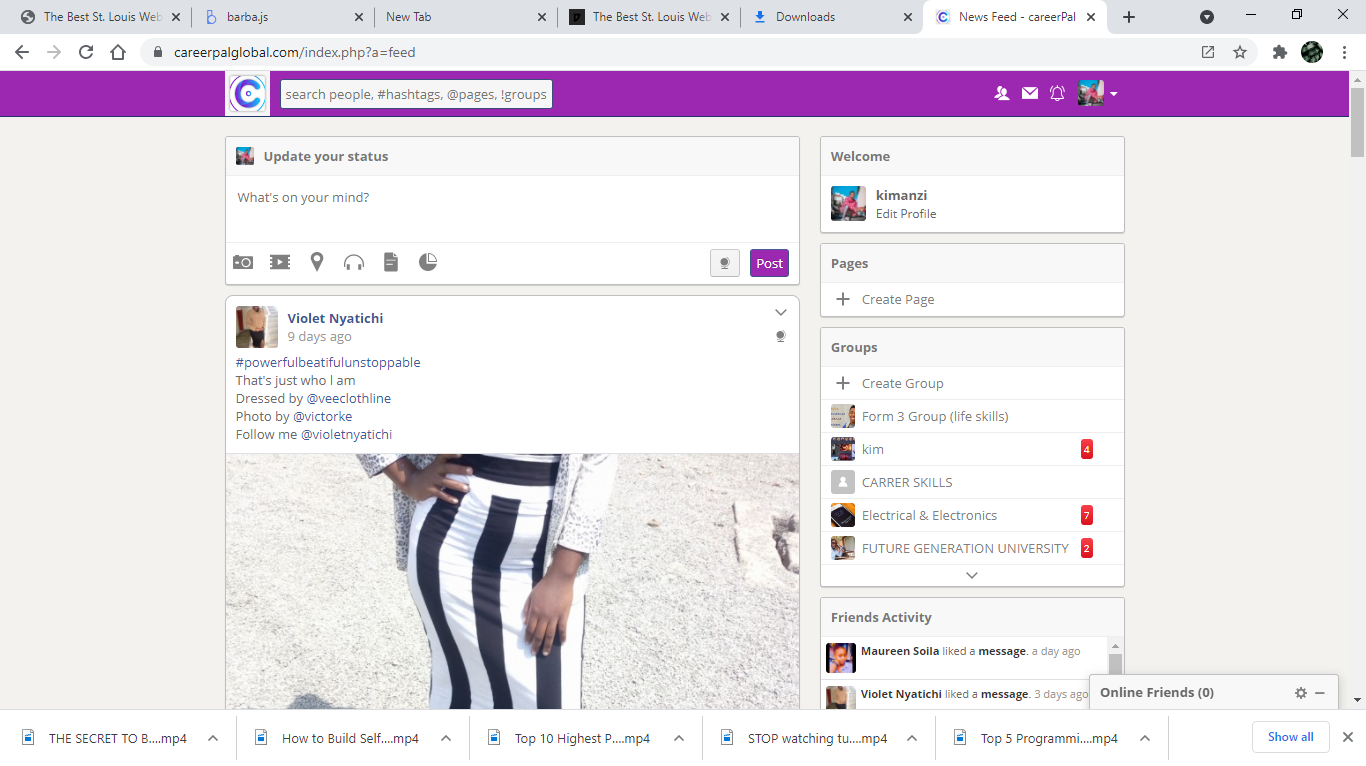 The Best St. Louis Web
barba.js
New Tab
The Best St. Louis Web
Downloads
News Feed - careerPal
careerpalglobal.com/index.php?a=feed
search people, #hashtags, @pages, !groups
Update your status
What's on your mind?
Post
Violet Nyatichi
9 days ago
#powerfulbeatifulunstoppable
That's just who I am
Dressed by @veeclothline
Photo by @victorke
Follow me @violetnyatichi
Welcome
kimanzi
Edit Profile
Pages
Create Page
Groups
Create Group
Form 3 Group (life skills)
kim 4
CARRER SKILLS
Electrical & Electronics 7
FUTURE GENERATION UNIVERSITY 2
Friends Activity
Maureen Soila liked a message. a day ago
Violet Nyatichi liked a message. 3 days ago
Online Friends (0)
THE SECRET TO B....mp4
How to Build Self....mp4
Top 10 Highest P....mp4
STOP watching tu....mp4
Top 5 Programmi....mp4
Show all